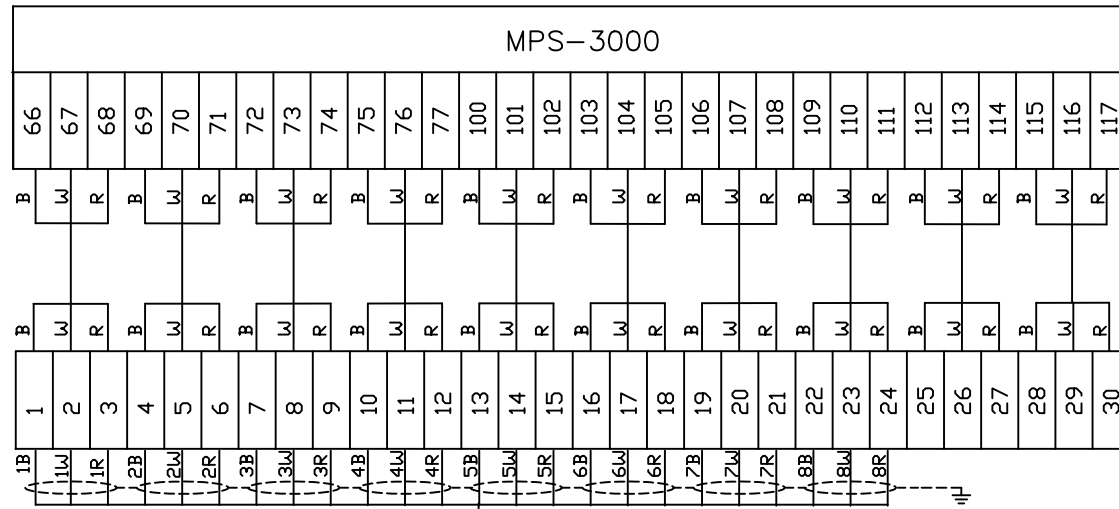 MPS-3000
66 67 68 69 70 71 72 73 74 75 76 77 100 101 102 103 104 105 106 107 108 109 110 111 112 113 114 115 116 117
B W R B W R B W R B W R B W R B W R B W R B W R B W R B W R
B W R B W R B W R B W R B W R B W R B W R B W R B W R B W R
1 2 3 4 5 6 7 8 9 10 11 12 13 14 15 16 17 18 19 20 21 22 23 24 25 26 27 28 29 30
1B 1W 1R 2B 2W 2R 3B 3W 3R 4B 4W 4R 5B 5W 5R 6B 6W 6R 7B 7W 7R 8B 8W 8R